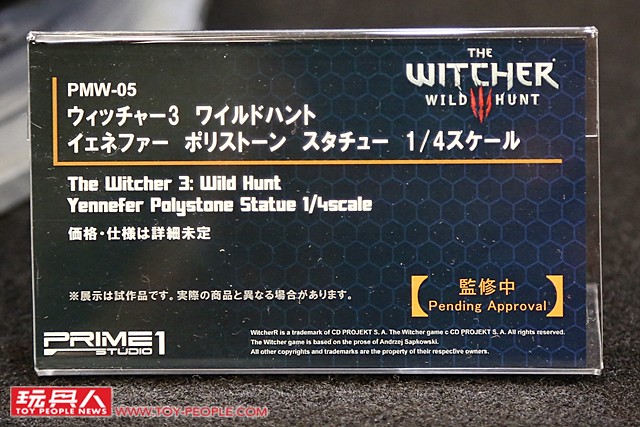 THE
WITCHER
WILD HUNT
PMW-05
ウィッチャー3 ワイルドハント
イェネファー ポリストーン スタチュー 1/4スケール
The Witcher 3: Wild Hunt
Yennefer Polystone Statue 1/4scale
価格・仕様は詳細未定
※展示は試作品です。実際の商品と異なる場合があります。
【監修中
Pending Approval】
PRIME 1
STUDIO
WitcherR is a trademark of CD PROJEKT S. A. The Witcher game c CD PROJEKT S. A. All rights reserved.
The Witcher game is based on the prose of Andrzej Sapkowski.
All other copyrights and trademarks are the property of their respective owners.
玩具人
TOY PEOPLE NEWS
WWW.TOY-PEOPLE.COM